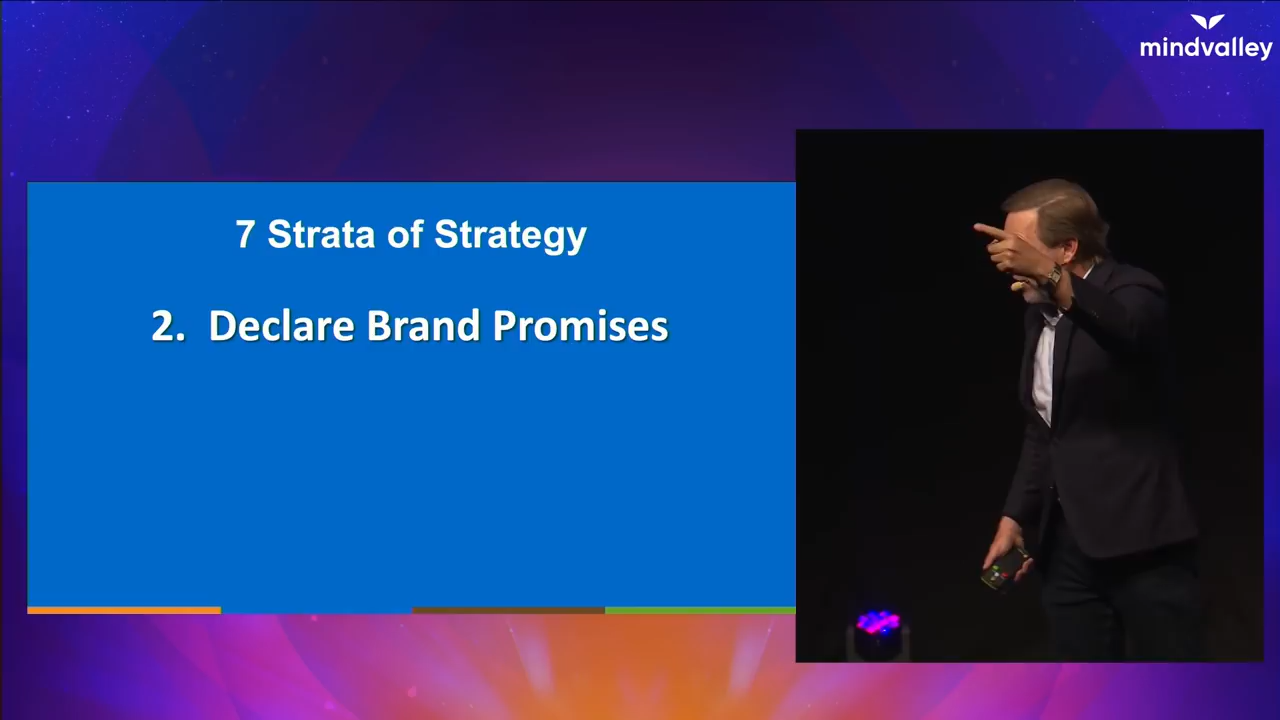 mindvalley
7 Strata of Strategy
2. Declare Brand Promises